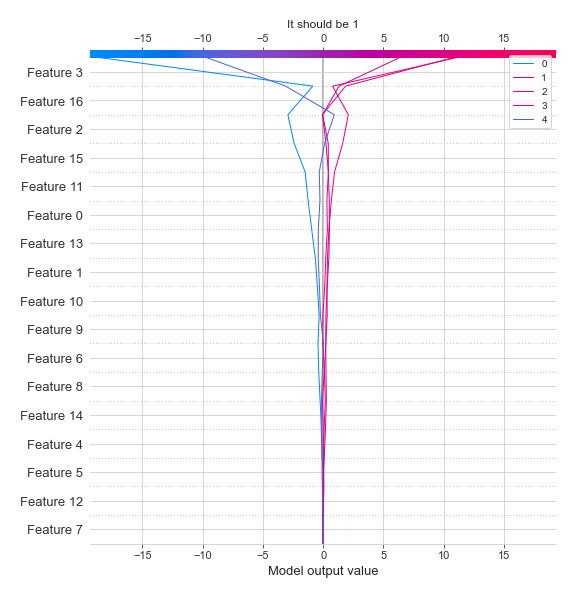 It should be 1
−15 −10 −5 0 5 10 15
Feature 3
0
1
2
3
4
Feature 16
Feature 2
Feature 15
Feature 11
Feature 0
Feature 13
Feature 1
Feature 10
Feature 9
Feature 6
Feature 8
Feature 14
Feature 4
Feature 5
Feature 12
Feature 7
−15 −10 −5 0 5 10 15
Model output value